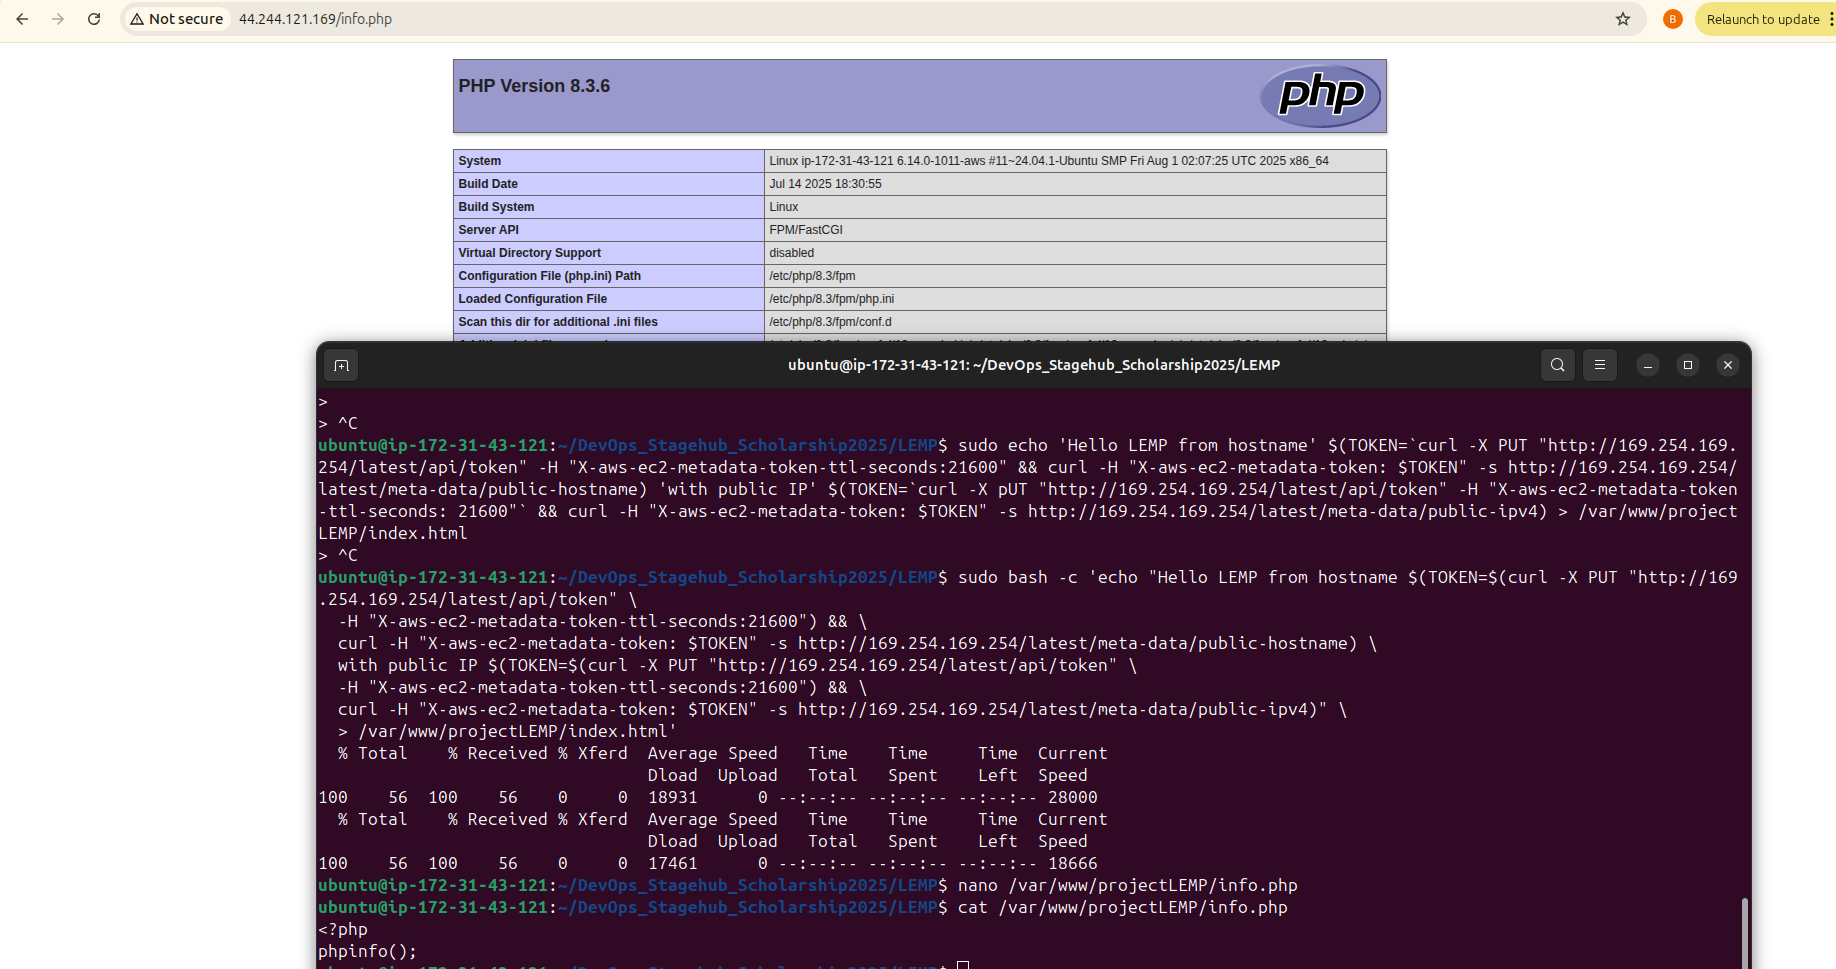 Not secure 44.244.121.169/info.php B Relaunch to update
PHP Version 8.3.6 php
System Linux ip-172-31-43-121 6.14.0-1011-aws #11~24.04.1-Ubuntu SMP Fri Aug 1 02:07:25 UTC 2025 x86_64
Build Date Jul 14 2025 18:30:55
Build System Linux
Server API FPM/FastCGI
Virtual Directory Support disabled
Configuration File (php.ini) Path /etc/php/8.3/fpm
Loaded Configuration File /etc/php/8.3/fpm/php.ini
Scan this dir for additional .ini files /etc/php/8.3/fpm/conf.d
ubuntu@ip-172-31-43-121: ~/DevOps_Stagehub_Scholarship2025/LEMP
>
> ^C
ubuntu@ip-172-31-43-121:~/DevOps_Stagehub_Scholarship2025/LEMP$ sudo echo 'Hello LEMP from hostname' $(TOKEN=`curl -X PUT "http://169.254.169.
254/latest/api/token" -H "X-aws-ec2-metadata-token-ttl-seconds:21600" && curl -H "X-aws-ec2-metadata-token: $TOKEN" -s http://169.254.169.254/
latest/meta-data/public-hostname) 'with public IP' $(TOKEN=`curl -X pUT "http://169.254.169.254/latest/api/token" -H "X-aws-ec2-metadata-token
-ttl-seconds: 21600"` && curl -H "X-aws-ec2-metadata-token: $TOKEN" -s http://169.254.169.254/latest/meta-data/public-ipv4) > /var/www/project
LEMP/index.html
> ^C
ubuntu@ip-172-31-43-121:~/DevOps_Stagehub_Scholarship2025/LEMP$ sudo bash -c 'echo "Hello LEMP from hostname $(TOKEN=$(curl -X PUT "http://169
.254.169.254/latest/api/token" \
-H "X-aws-ec2-metadata-token-ttl-seconds:21600") && \
curl -H "X-aws-ec2-metadata-token: $TOKEN" -s http://169.254.169.254/latest/meta-data/public-hostname) \
with public IP $(TOKEN=$(curl -X PUT "http://169.254.169.254/latest/api/token" \
-H "X-aws-ec2-metadata-token-ttl-seconds:21600") && \
curl -H "X-aws-ec2-metadata-token: $TOKEN" -s http://169.254.169.254/latest/meta-data/public-ipv4)" \
> /var/www/projectLEMP/index.html'
% Total % Received % Xferd Average Speed Time Time Time Current
Dload Upload Total Spent Left Speed
100 56 100 56 0 0 18931 0 --:--:-- --:--:-- --:--:-- 28000
% Total % Received % Xferd Average Speed Time Time Time Current
Dload Upload Total Spent Left Speed
100 56 100 56 0 0 17461 0 --:--:-- --:--:-- --:--:-- 18666
ubuntu@ip-172-31-43-121:~/DevOps_Stagehub_Scholarship2025/LEMP$ nano /var/www/projectLEMP/info.php
ubuntu@ip-172-31-43-121:~/DevOps_Stagehub_Scholarship2025/LEMP$ cat /var/www/projectLEMP/info.php
<?php
phpinfo();